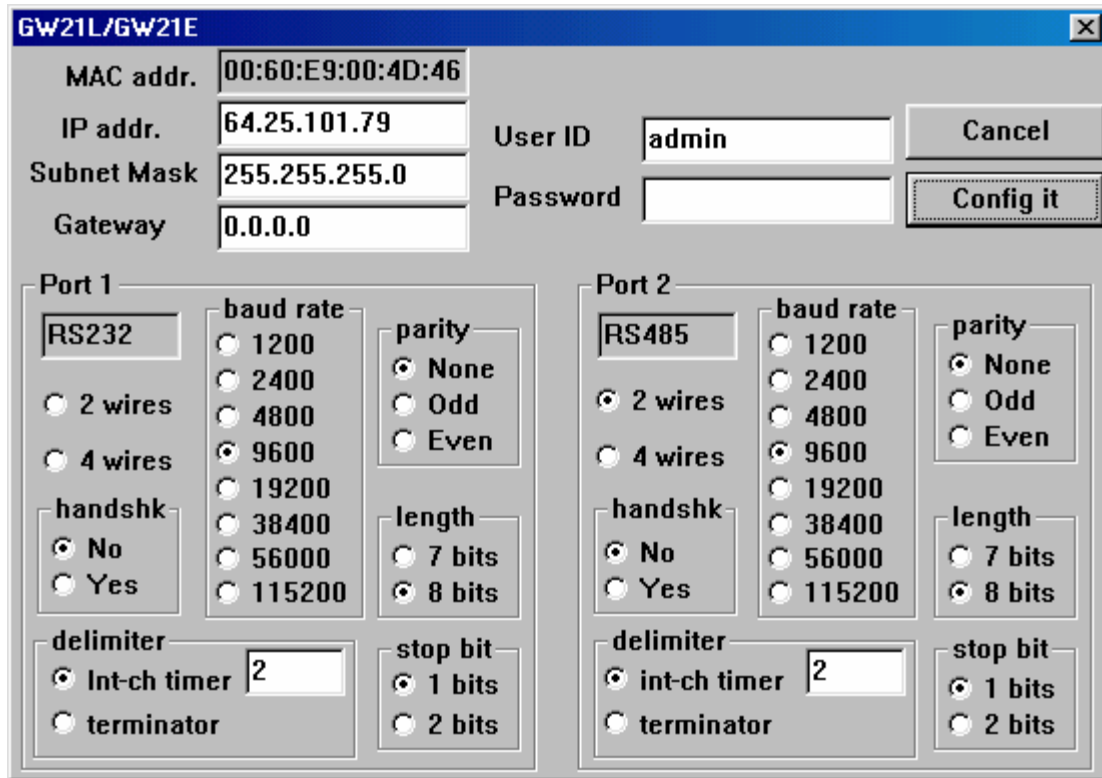 GW21L/GW21E
MAC addr. 00:60:E9:00:4D:46
IP addr. 64.25.101.79
Subnet Mask 255.255.255.0
Gateway 0.0.0.0
User ID admin
Password
Cancel
Config it
Port 1
RS232
2 wires
4 wires
handshk
No
Yes
baud rate
1200
2400
4800
9600
19200
38400
56000
115200
parity
None
Odd
Even
length
7 bits
8 bits
delimiter
Int-ch timer 2
terminator
stop bit
1 bits
2 bits
Port 2
RS485
2 wires
4 wires
handshk
No
Yes
baud rate
1200
2400
4800
9600
19200
38400
56000
115200
parity
None
Odd
Even
length
7 bits
8 bits
delimiter
int-ch timer 2
terminator
stop bit
1 bits
2 bits